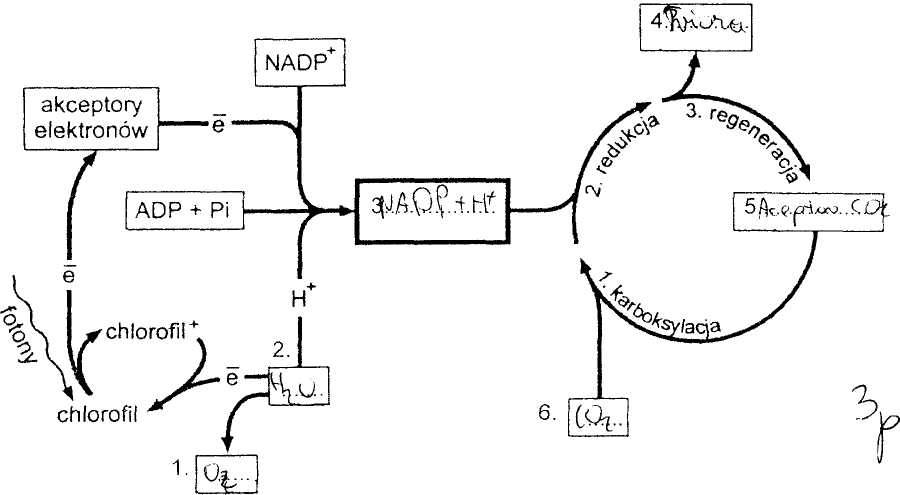 4.
NADP+
akceptory
elektronów
e̅
3. regeneracja
2. redukcja
ADP + Pi
3 NADP + H+
5 Aceptor CO2
e̅
H+
1. karboksylacja
fotony
chlorofil+
2. H2O
e̅
chlorofil
6. CO2
3p
1. O2